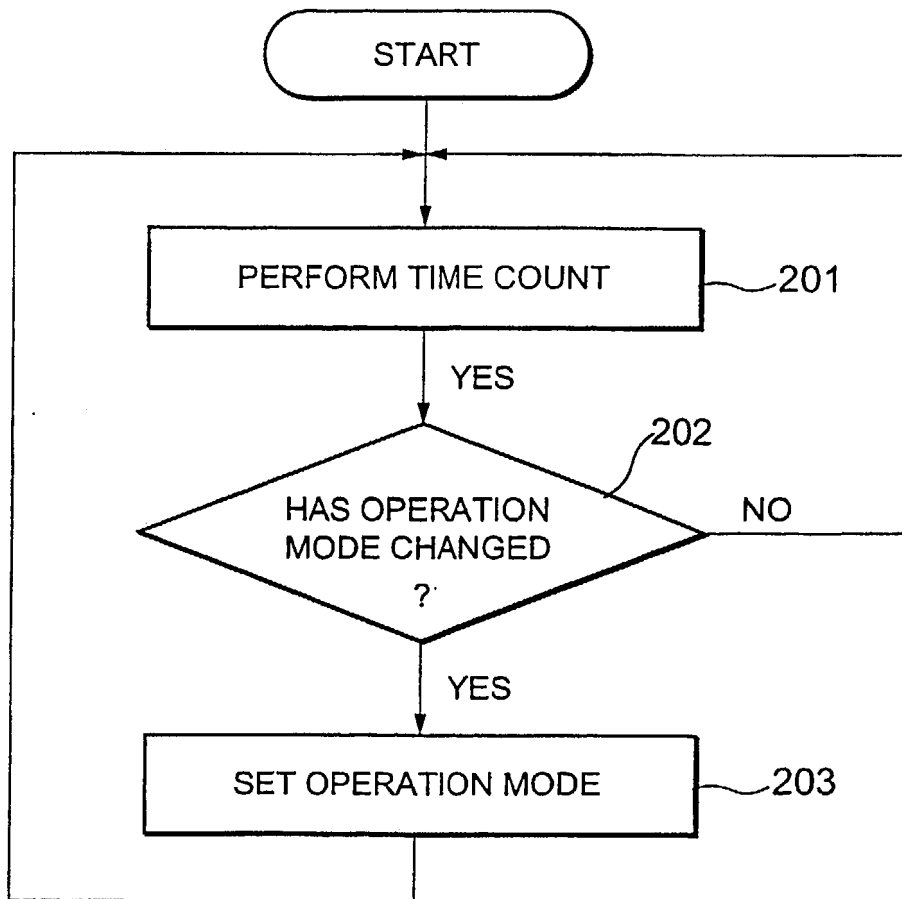 START
PERFORM TIME COUNT
201
YES
202
HAS OPERATION
MODE CHANGED
?
NO
YES
SET OPERATION MODE
203